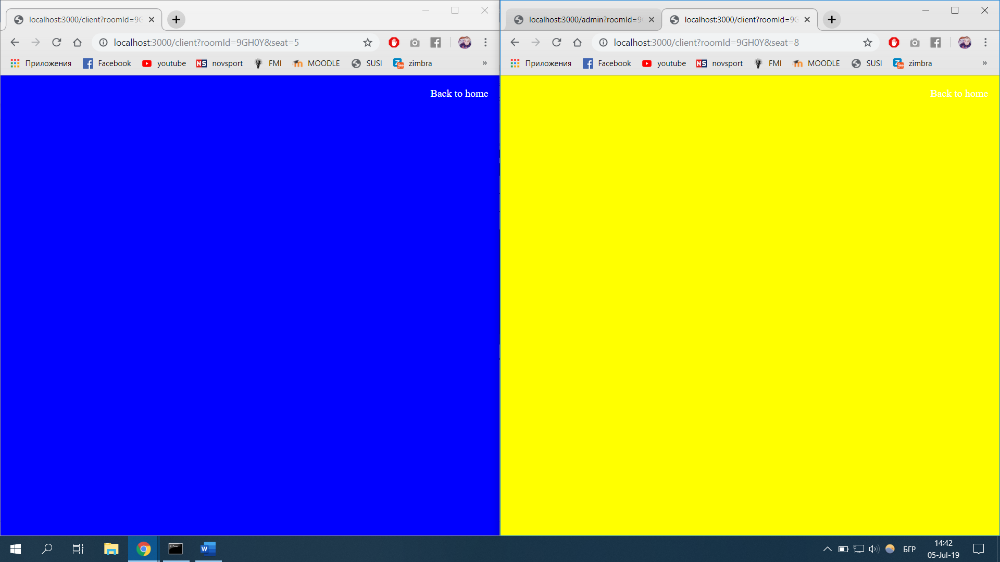 localhost:3000/client?roomId=9G
localhost:3000/client?roomId=9GH0Y&seat=5
Приложения
Facebook
youtube
NS
novsport
FMI
MOODLE
SUSI
zimbra
»
Back to home
localhost:3000/admin?roomId=9
localhost:3000/client?roomId=9G
localhost:3000/client?roomId=9GH0Y&seat=8
Приложения
Facebook
youtube
NS
novsport
FMI
MOODLE
SUSI
zimbra
»
Back to home
БГР
14:42
05-Jul-19